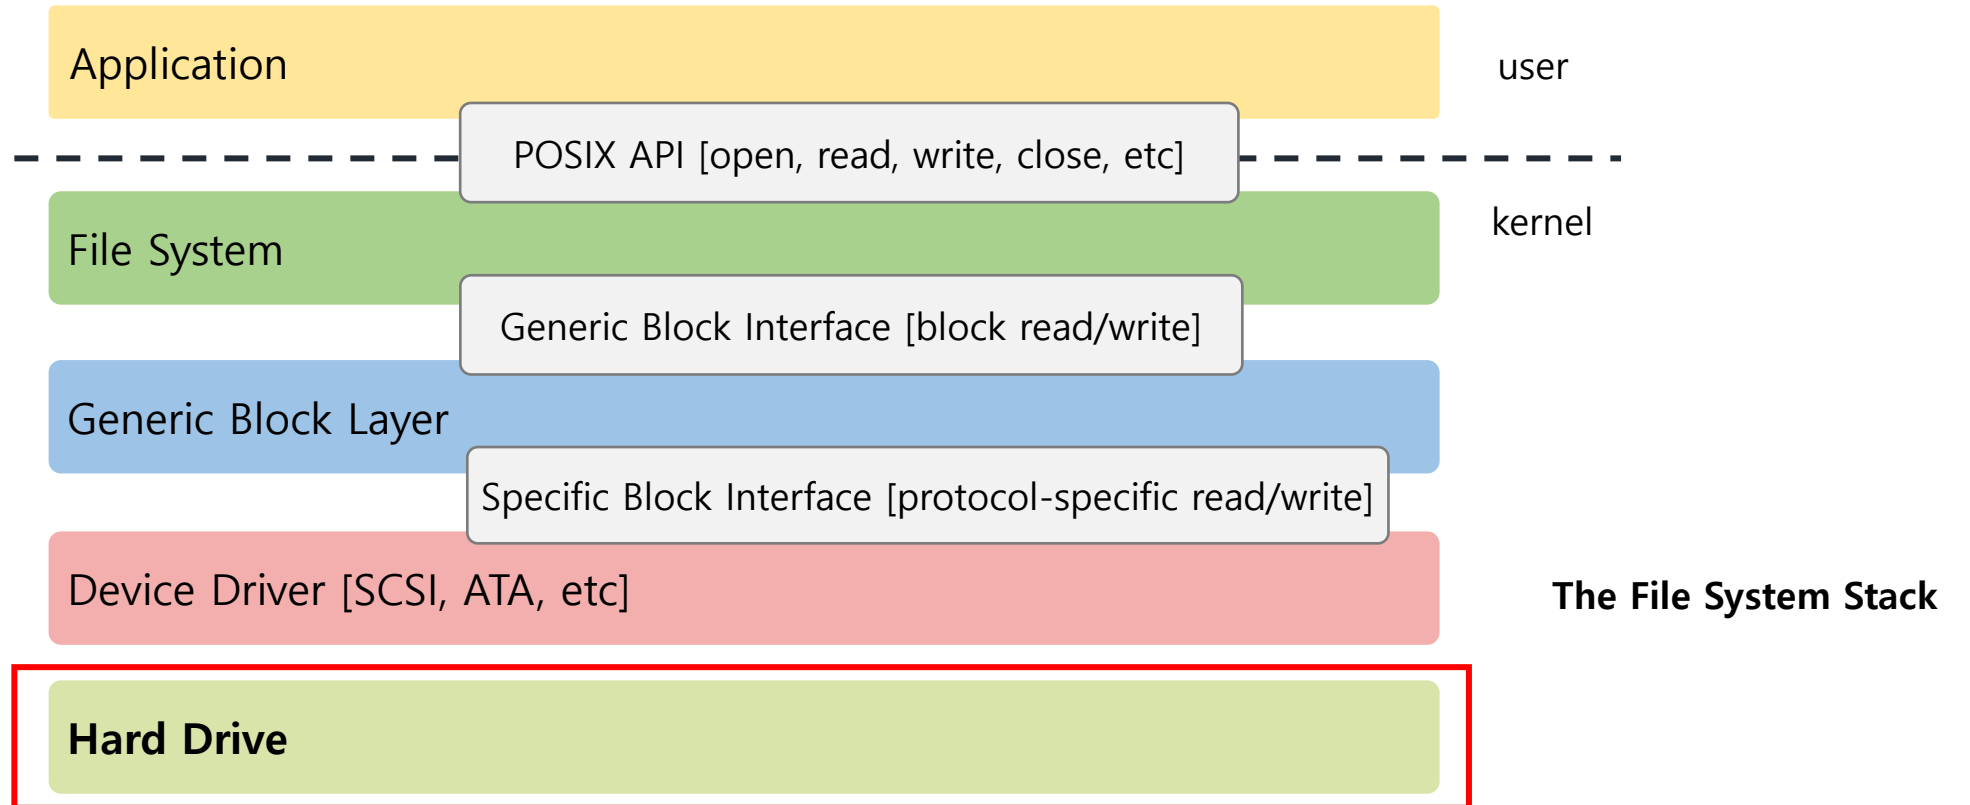 Application
user
POSIX API [open, read, write, close, etc]
kernel
File System
Generic Block Interface [block read/write]
Generic Block Layer
Specific Block Interface [protocol-specific read/write]
Device Driver [SCSI, ATA, etc]
The File System Stack
Hard Drive